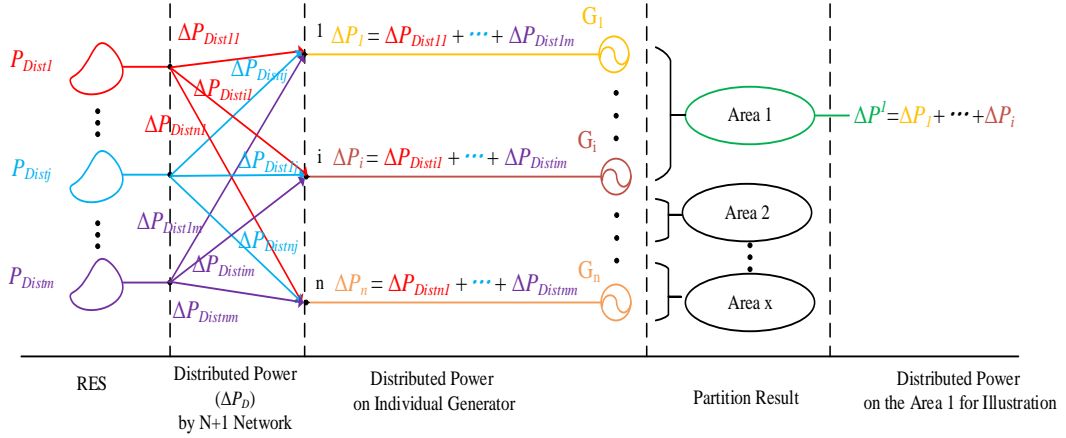 P_Dist1
⋮
P_Distj
⋮
P_Distm
ΔP_Dist11
ΔP_Distnj
ΔP_Disti1
ΔP_Distn1
ΔP_Dist1j
ΔP_Dist1m
ΔP_Distnj
ΔP_Distim
ΔP_Distnm
1 ΔP_1 = ΔP_Dist11 + ··· + ΔP_Dist1m
G_1
i ΔP_i = ΔP_Disti1 + ··· + ΔP_Distim
G_i
n ΔP_n = ΔP_Distn1 + ··· + ΔP_Distnm
G_n
Area 1
Area 2
Area x
ΔP^1=ΔP_1+ ··· +ΔP_i
RES
Distributed Power
(ΔP_D)
by N+1 Network
Distributed Power
on Individual Generator
Partition Result
Distributed Power
on the Area 1 for Illustration